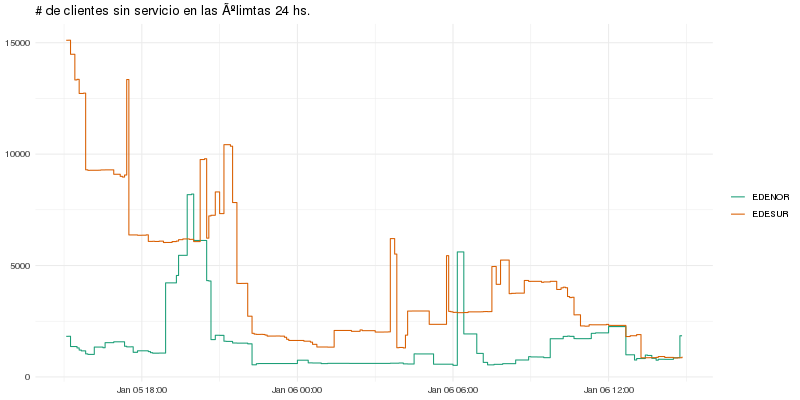 # de clientes sin servicio en las Ãºlimtas 24 hs.
15000
10000
5000
0
Jan 05 18:00
Jan 06 00:00
Jan 06 06:00
Jan 06 12:00
EDENOR
EDESUR